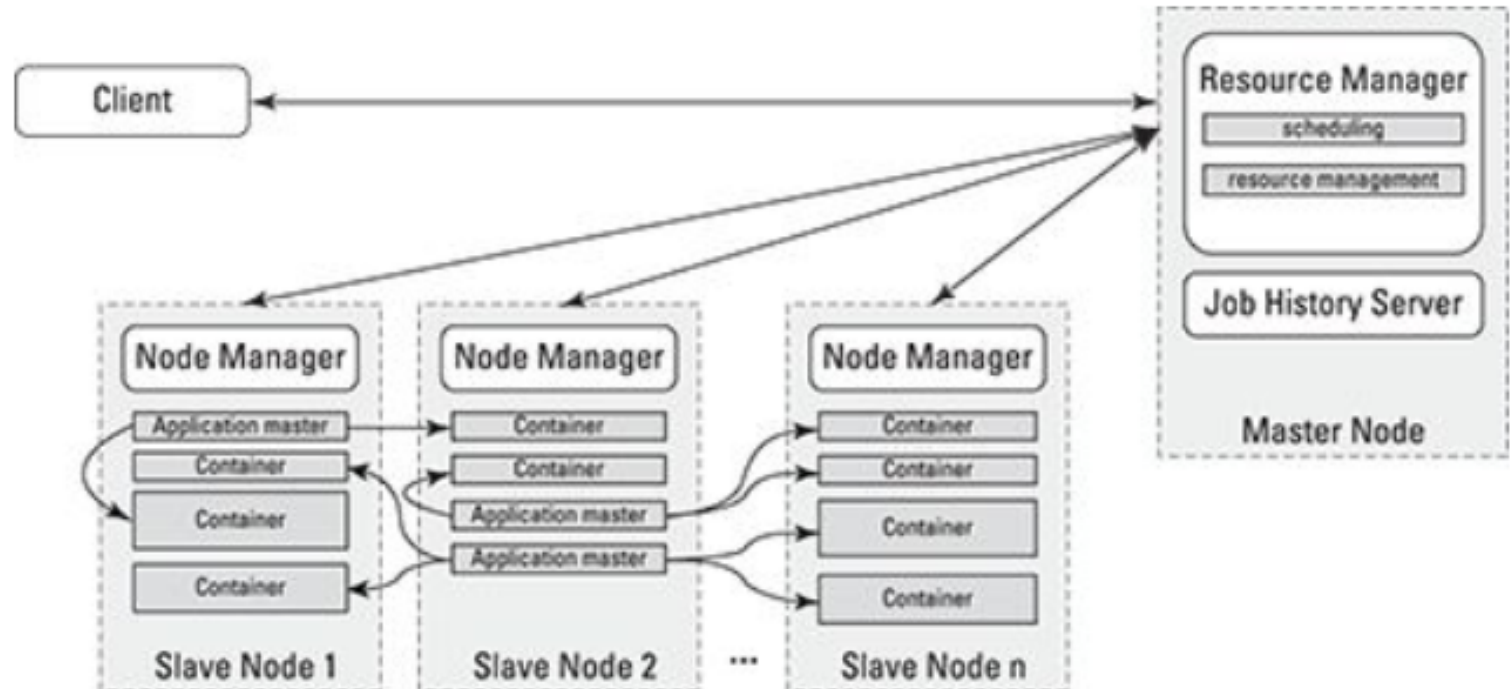 Client
Resource Manager
scheduling
resource management
Job History Server
Master Node
Node Manager
Application master
Container
Container
Container
Slave Node 1
Node Manager
Container
Container
Application master
Application master
Slave Node 2
...
Node Manager
Container
Container
Container
Container
Slave Node n